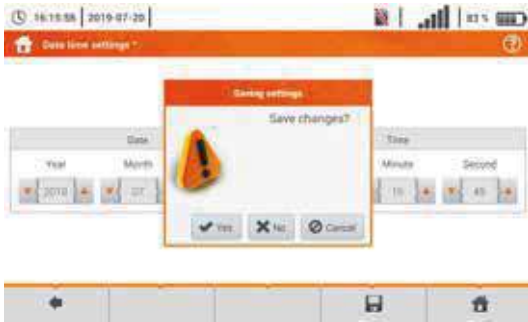 16:15:56 2019-07-20 83 %
Date time settings *
Saving settings
Save changes?
Date Time
Year Month Minute Second
2019 07 15 45
Yes No Cancel